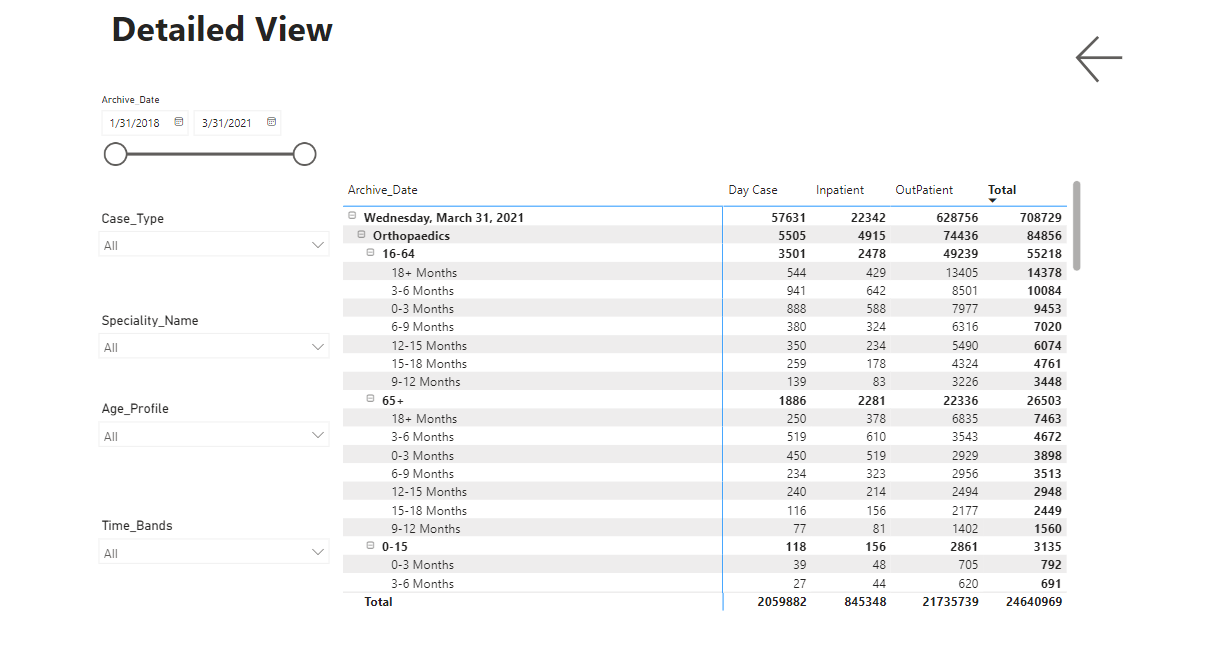 Detailed View
Archive_Date
1/31/2018 3/31/2021
Case_Type
All
Speciality_Name
All
Age_Profile
All
Time_Bands
All
Archive_Date Day Case Inpatient OutPatient Total
Wednesday, March 31, 2021 57631 22342 628756 708729
Orthopaedics 5505 4915 74436 84856
16-64 3501 2478 49239 55218
18+ Months 544 429 13405 14378
3-6 Months 941 642 8501 10084
0-3 Months 888 588 7977 9453
6-9 Months 380 324 6316 7020
12-15 Months 350 234 5490 6074
15-18 Months 259 178 4324 4761
9-12 Months 139 83 3226 3448
65+ 1886 2281 22336 26503
18+ Months 250 378 6835 7463
3-6 Months 519 610 3543 4672
0-3 Months 450 519 2929 3898
6-9 Months 234 323 2956 3513
12-15 Months 240 214 2494 2948
15-18 Months 116 156 2177 2449
9-12 Months 77 81 1402 1560
0-15 118 156 2861 3135
0-3 Months 39 48 705 792
3-6 Months 27 44 620 691
Total 2059882 845348 21735739 24640969